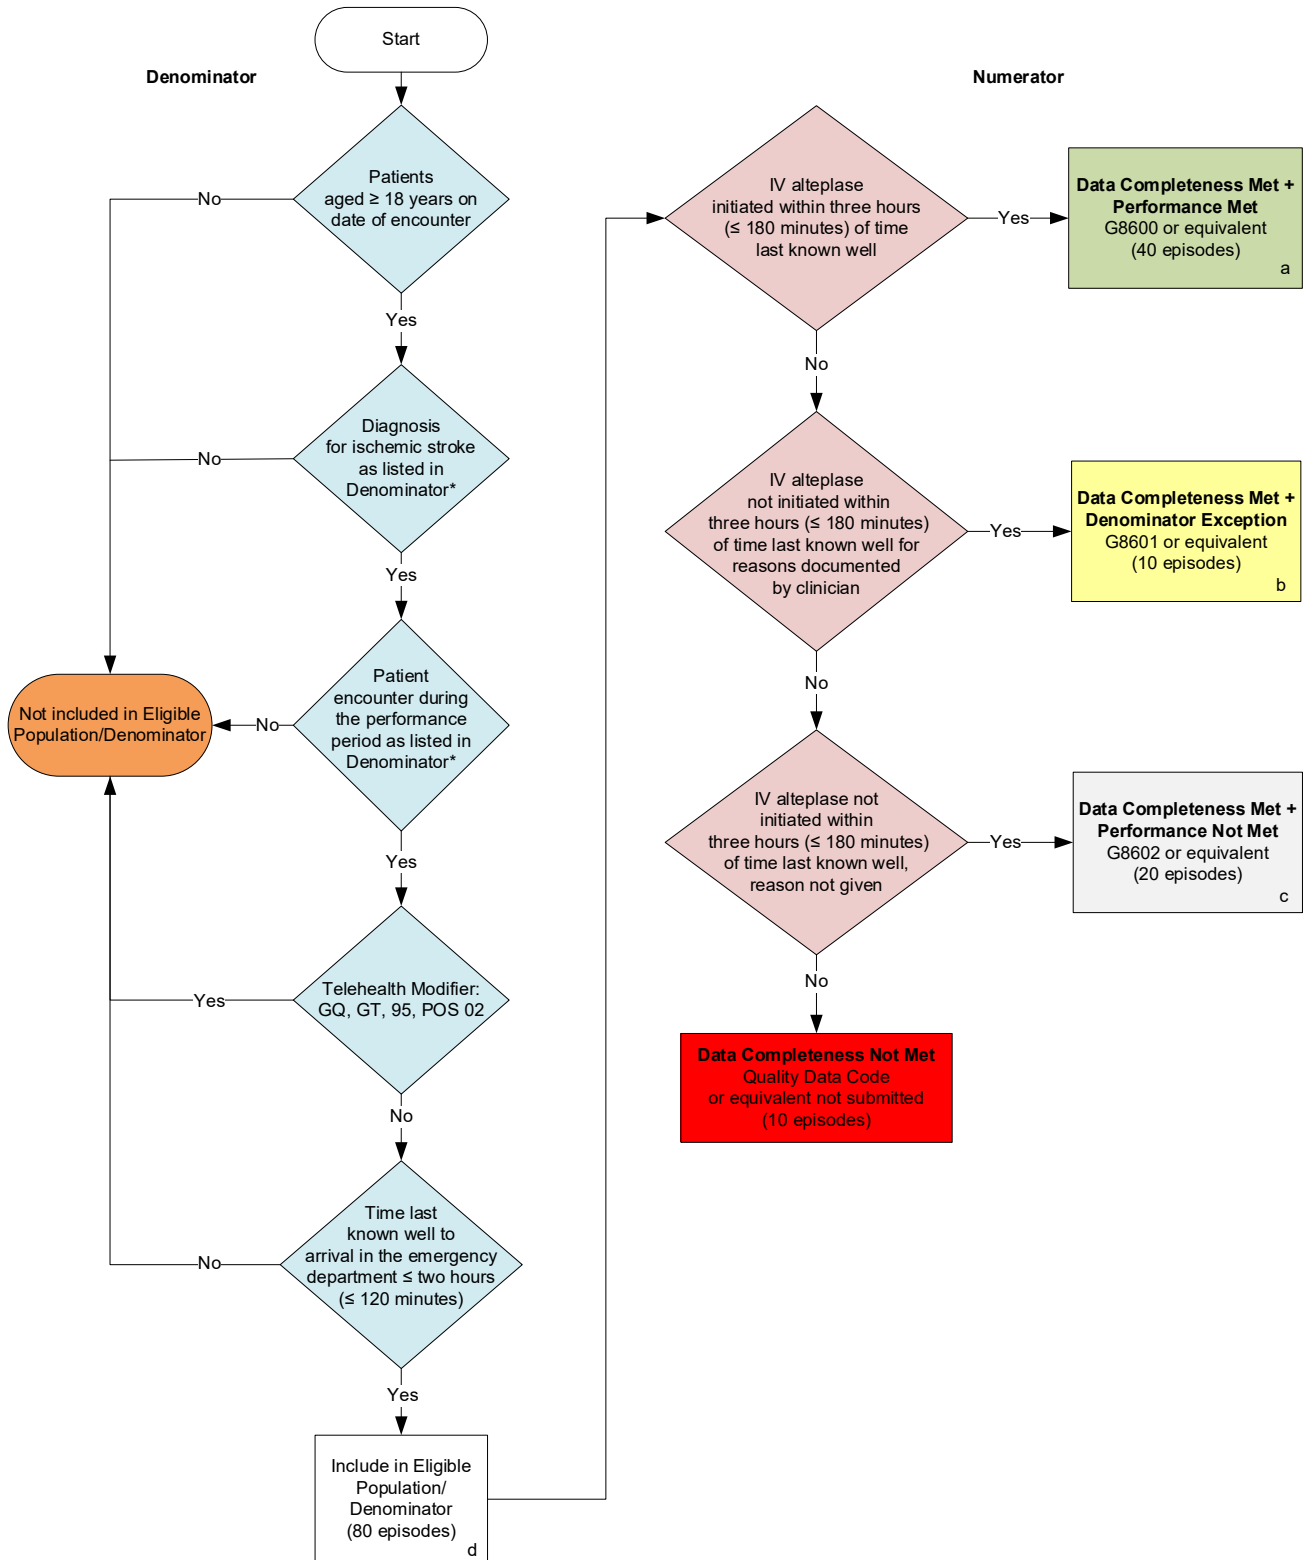 Start
Denominator
Patients
aged ≥ 18 years on
date of encounter
No
Yes
Diagnosis
for ischemic stroke
as listed in
Denominator*
No
Yes
Patient
encounter during
the performance
period as listed in
Denominator*
No
Not included in Eligible
Population/Denominator
Yes
Telehealth Modifier:
GQ, GT, 95, POS 02
Yes
No
Time last
known well to
arrival in the emergency
department ≤ two hours
(≤ 120 minutes)
No
Yes
Include in Eligible
Population/
Denominator
(80 episodes)
d
Numerator
IV alteplase
initiated within three hours
(≤ 180 minutes) of time
last known well
Yes
Data Completeness Met +
Performance Met
G8600 or equivalent
(40 episodes)
a
No
IV alteplase
not initiated within
three hours (≤ 180 minutes)
of time last known well for
reasons documented
by clinician
Yes
Data Completeness Met +
Denominator Exception
G8601 or equivalent
(10 episodes)
b
No
IV alteplase not
initiated within
three hours (≤ 180 minutes)
of time last known well,
reason not given
Yes
Data Completeness Met +
Performance Not Met
G8602 or equivalent
(20 episodes)
c
No
Data Completeness Not Met
Quality Data Code
or equivalent not submitted
(10 episodes)